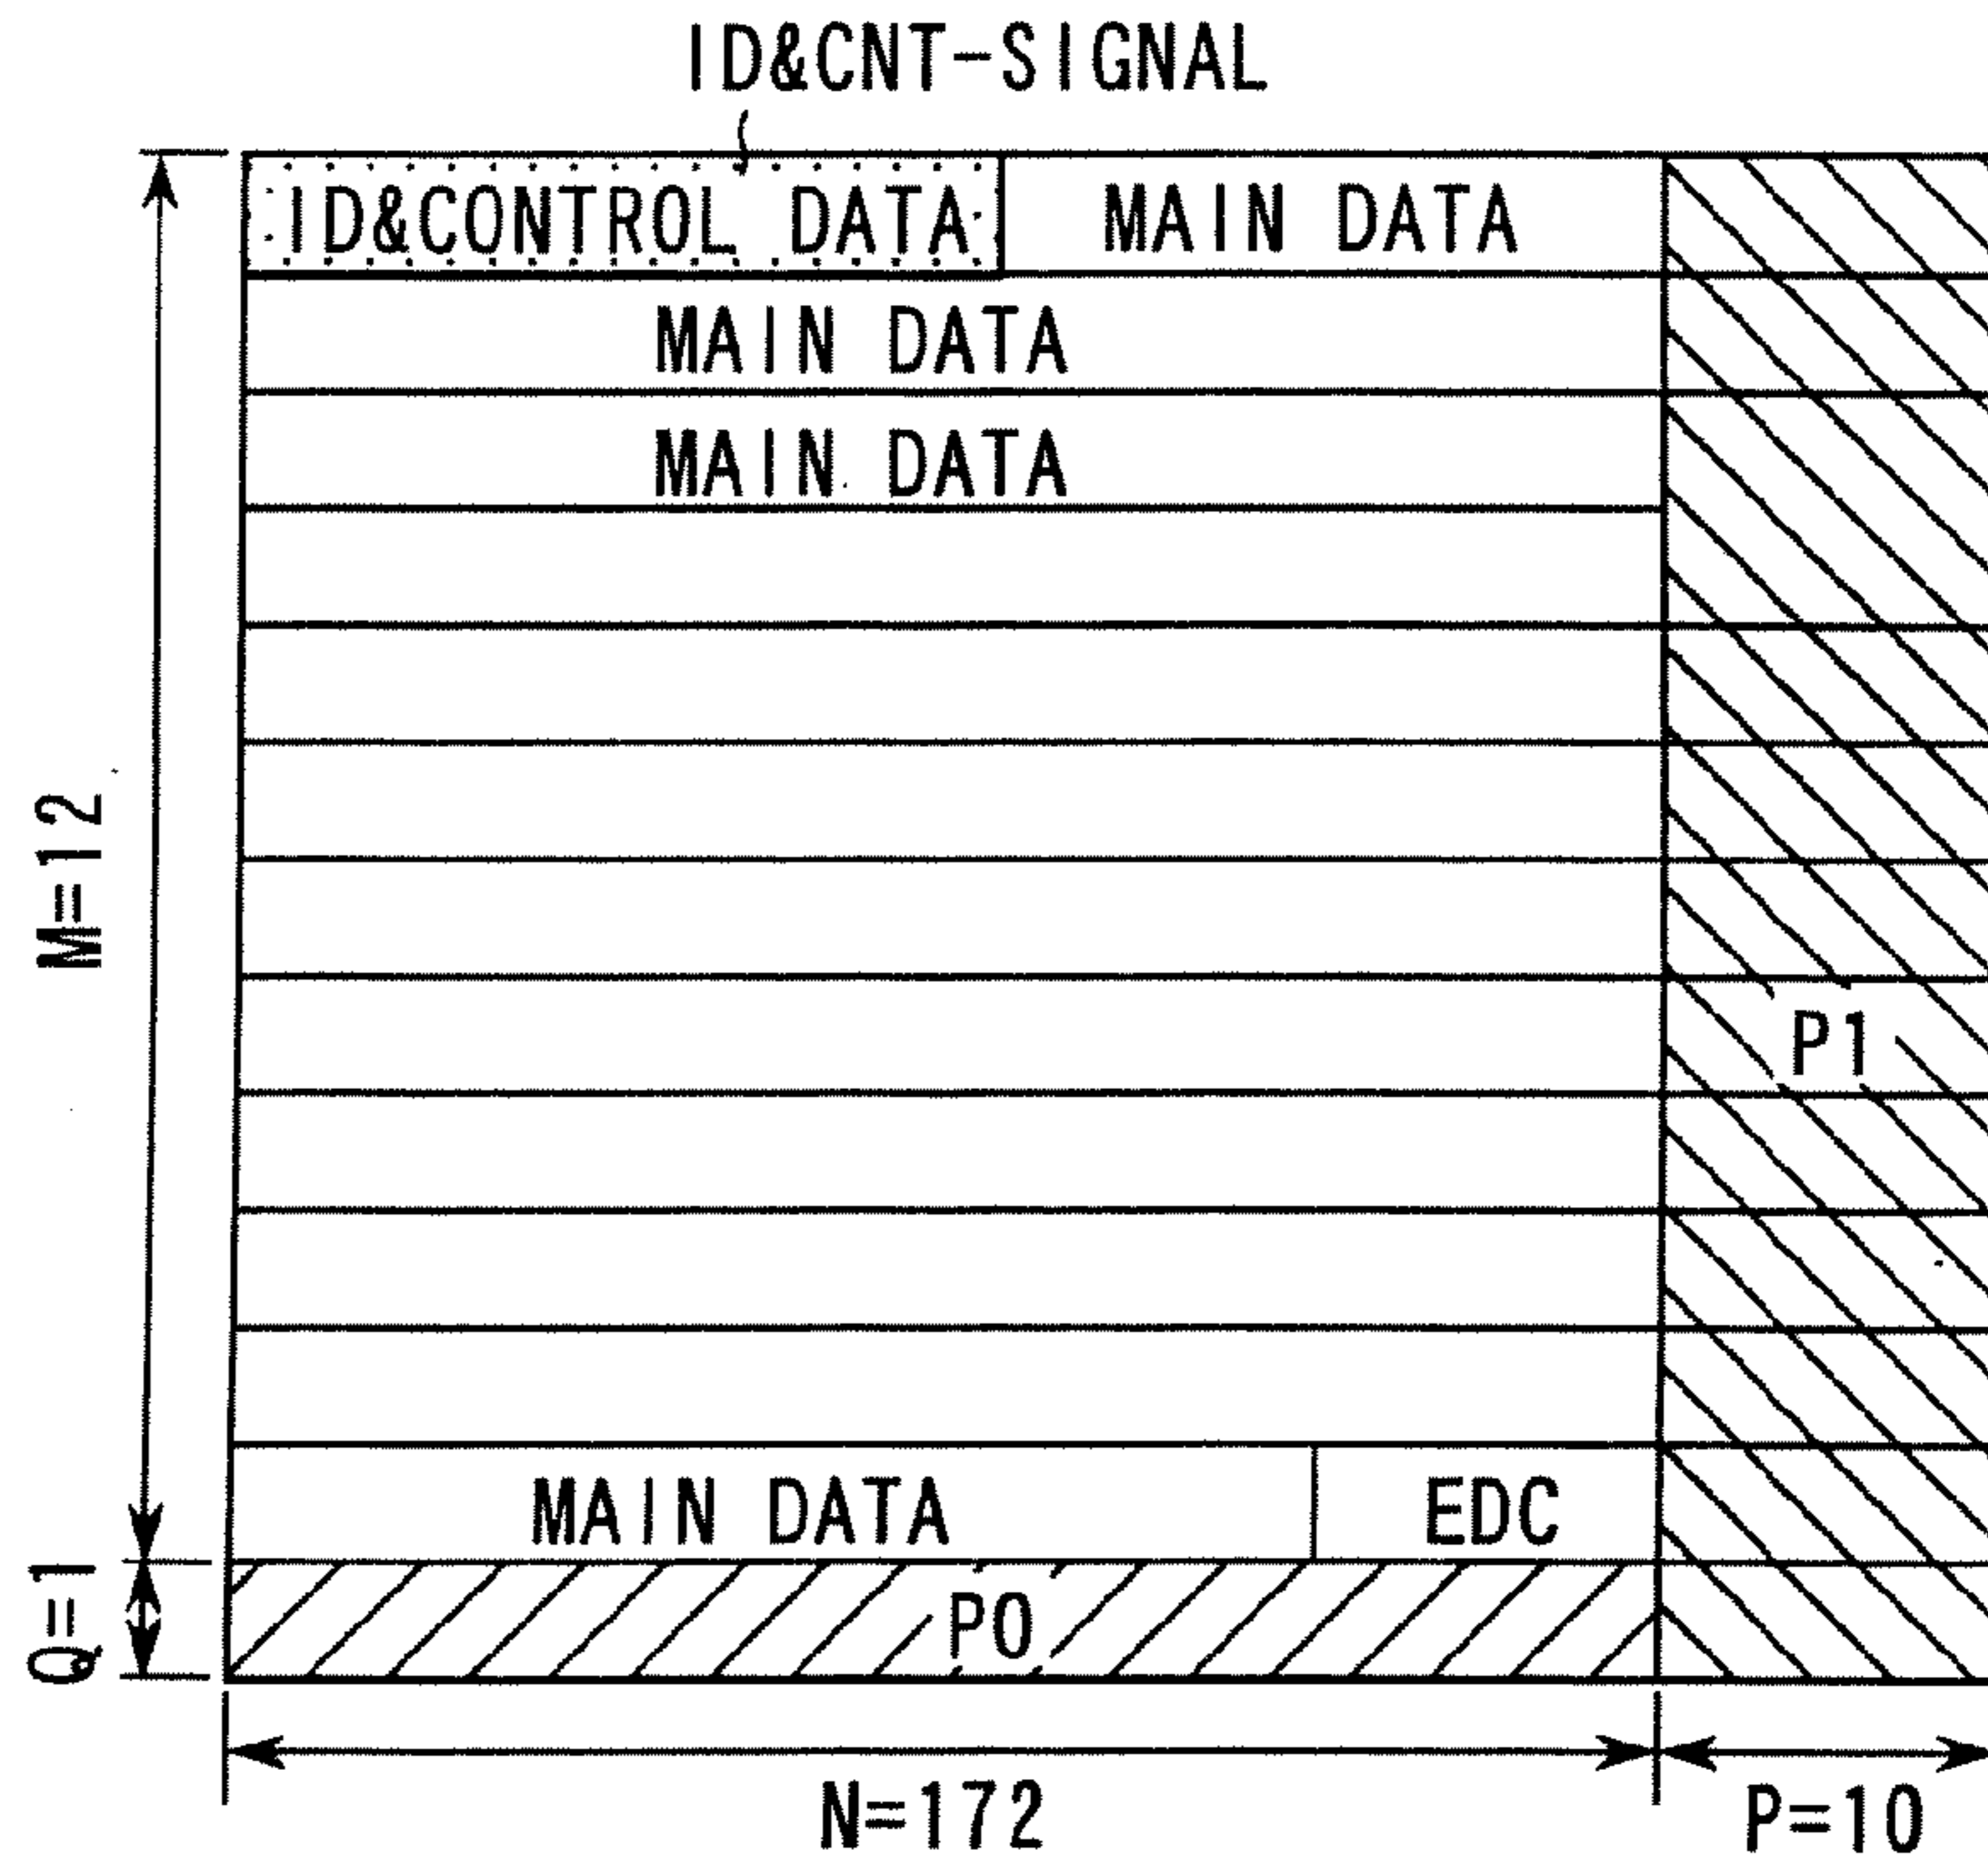 ID&CNT-SIGNAL
ID&CONTROL DATA MAIN DATA
MAIN DATA
MAIN DATA
M=12
P1
MAIN DATA EDC
Q=1
PO
N=172
P=10